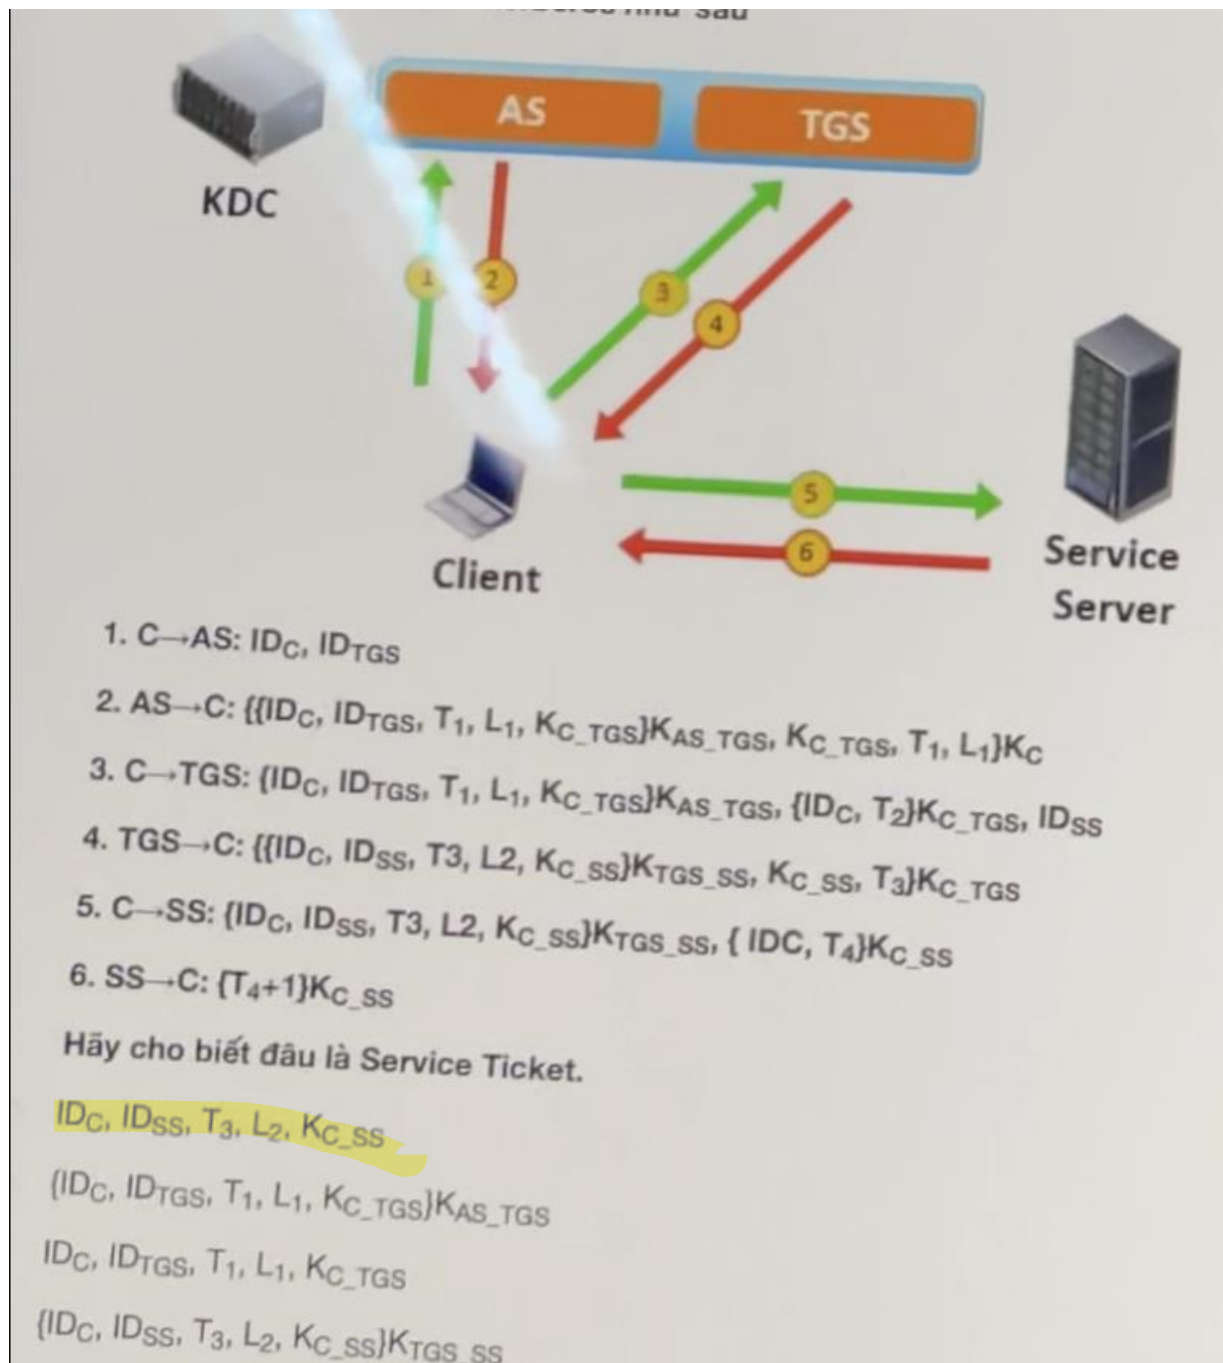 như sau
AS
TGS
KDC
1
2
3
4
5
6
Client
Service
Server
1. C→AS: IDC, IDTGS
2. AS→C: {{IDC, IDTGS, T1, L1, KC_TGS}KAS_TGS, KC_TGS, T1, L1}KC
3. C→TGS: {IDC, IDTGS, T1, L1, KC_TGS}KAS_TGS, {IDC, T2}KC_TGS, IDSS
4. TGS→C: {{IDC, IDSS, T3, L2, KC_SS}KTGS_SS, KC_SS, T3}KC_TGS
5. C→SS: {IDC, IDSS, T3, L2, KC_SS}KTGS_SS, { IDC, T4}KC_SS
6. SS→C: {T4+1}KC_SS
Hãy cho biết đâu là Service Ticket.
IDC, IDSS, T3, L2, KC_SS
{IDC, IDTGS, T1, L1, KC_TGS}KAS_TGS
IDC, IDTGS, T1, L1, KC_TGS
{IDC, IDSS, T3, L2, KC_SS}KTGS_SS